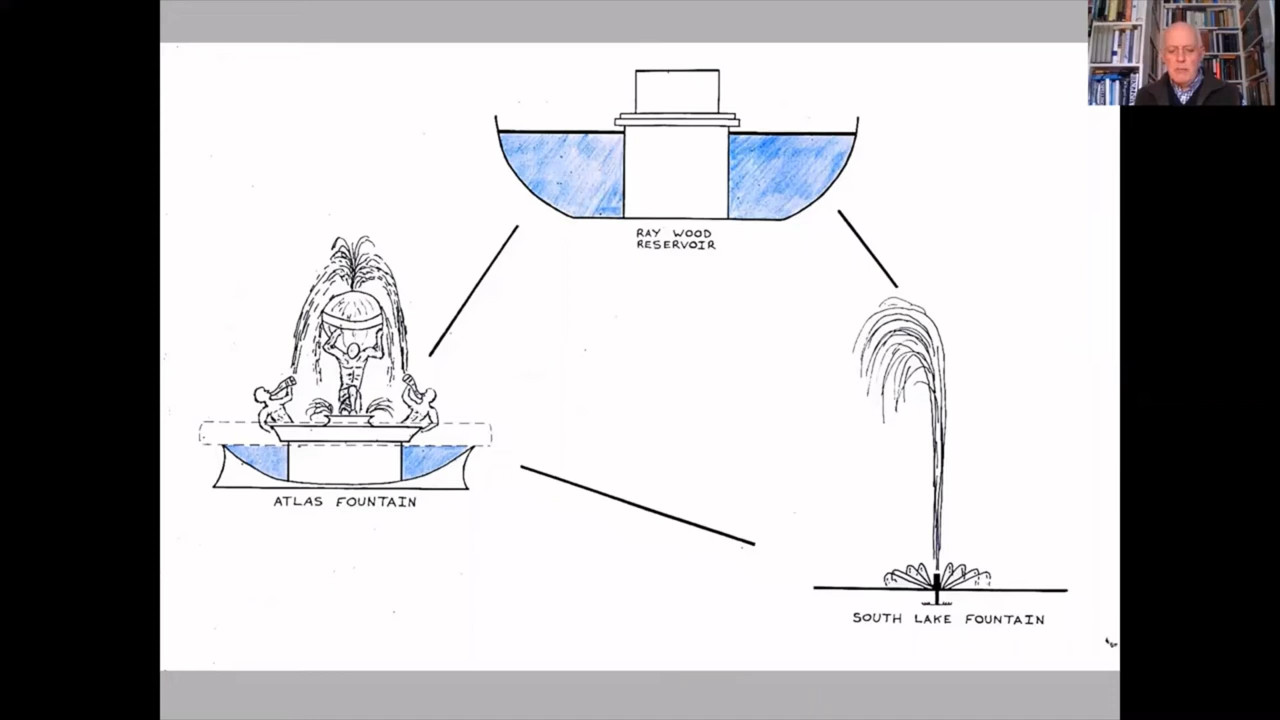 RAY WOOD
RESERVOIR
ATLAS FOUNTAIN
SOUTH LAKE FOUNTAIN